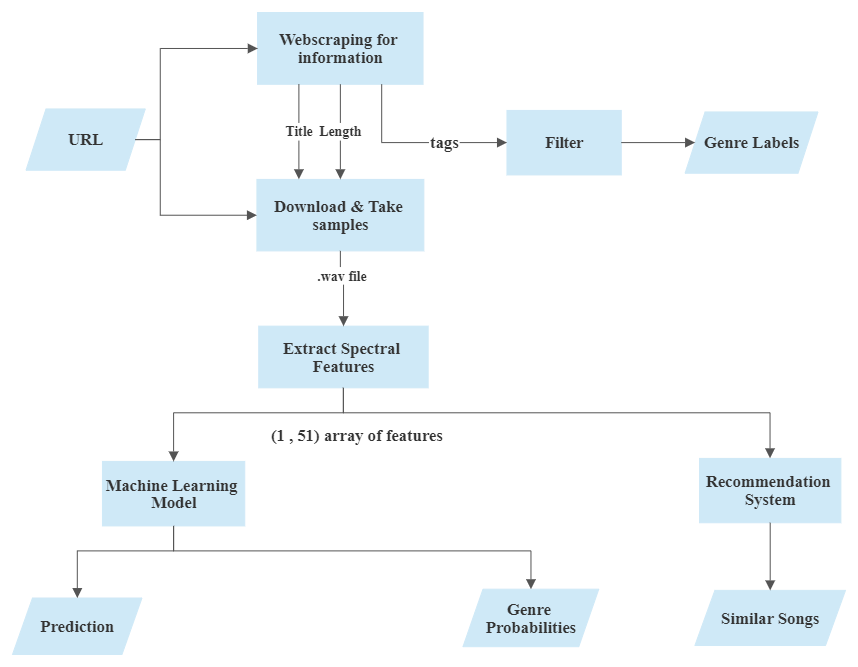 Webscraping for
information
URL
Title Length
tags
Filter
Genre Labels
Download & Take
samples
.wav file
Extract Spectral
Features
(1 , 51) array of features
Machine Learning
Model
Recommendation
System
Prediction
Genre
Probabilities
Similar Songs